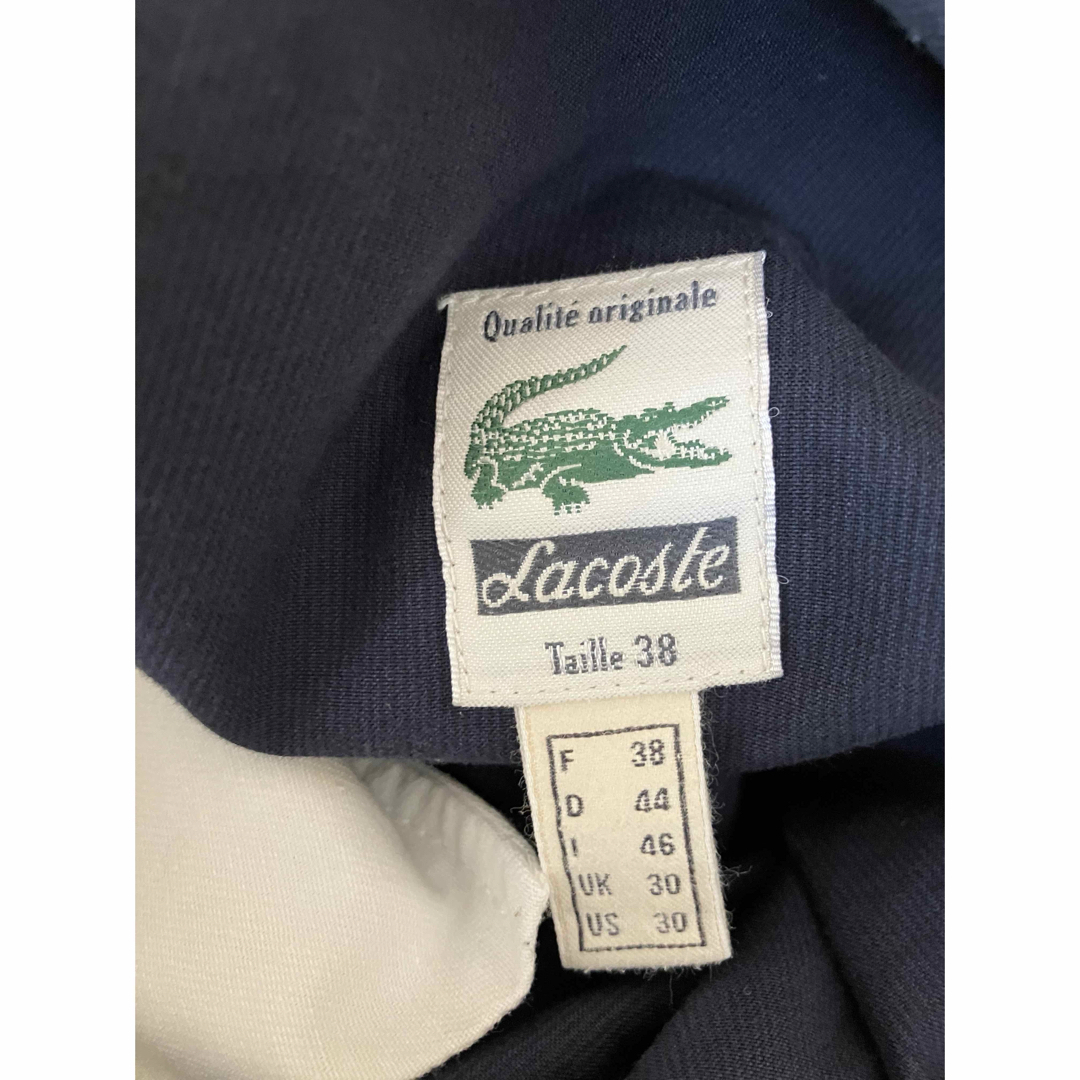 Qualité originale
Lacoste
Taille 38
F 38
D 44
I 46
UK 30
US 30